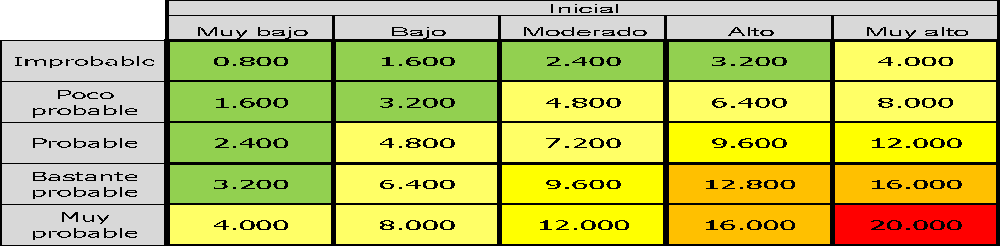 Inicial
Muy bajo Bajo Moderado Alto Muy alto
Improbable 0.800 1.600 2.400 3.200 4.000
Poco
probable 1.600 3.200 4.800 6.400 8.000
Probable 2.400 4.800 7.200 9.600 12.000
Bastante
probable 3.200 6.400 9.600 12.800 16.000
Muy
probable 4.000 8.000 12.000 16.000 20.000